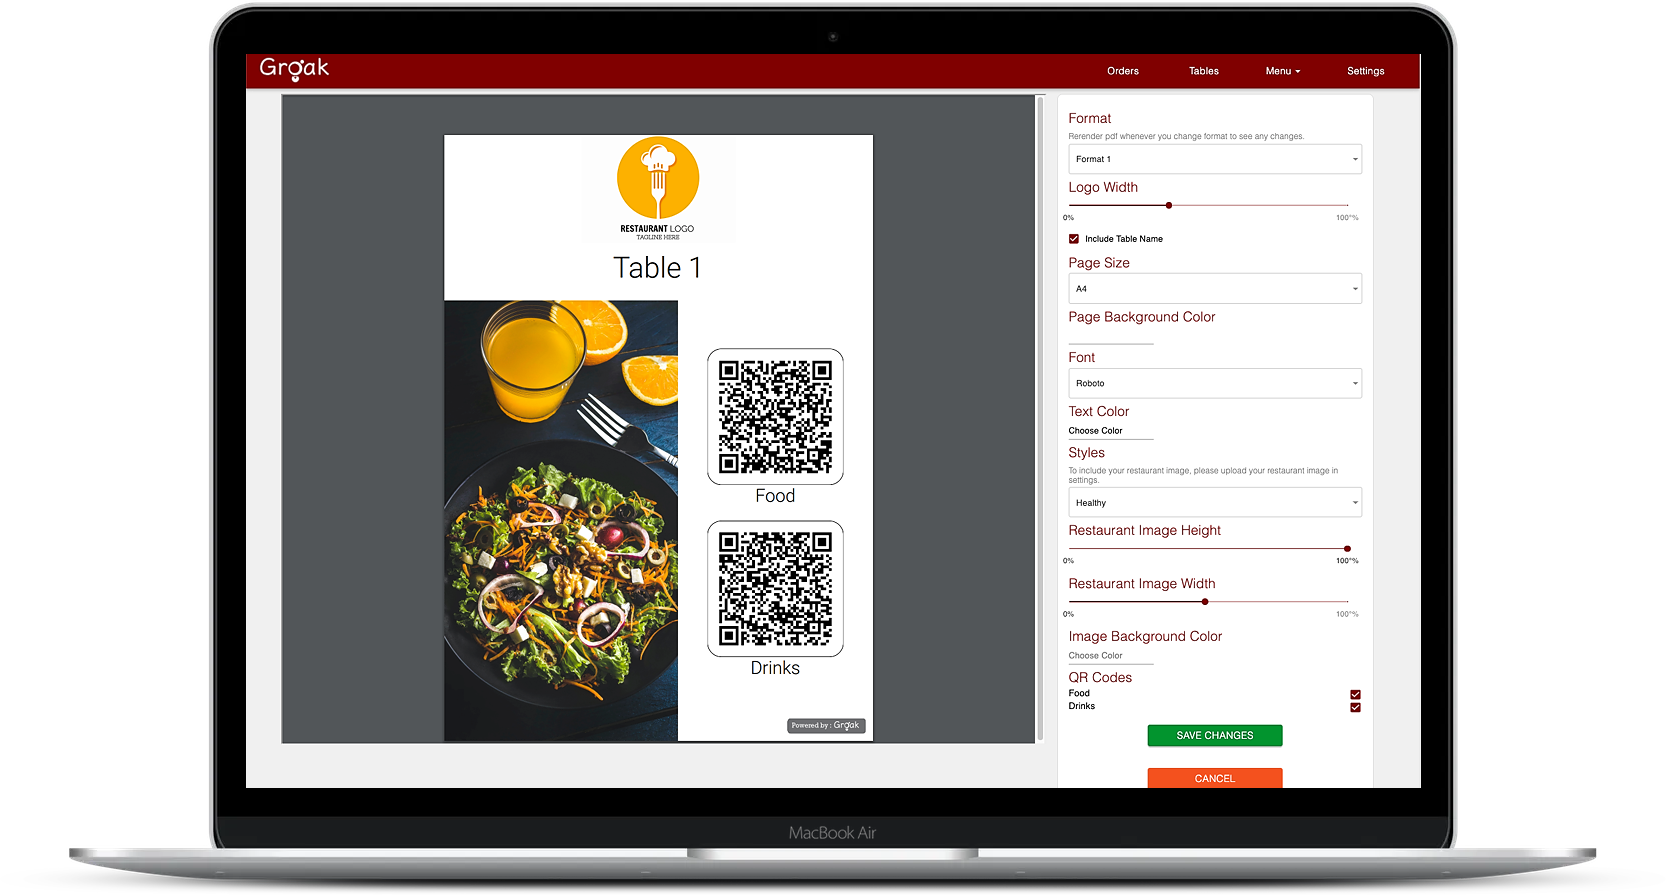 Groak
Orders
Tables
Menu
Settings
RESTAURANT LOGO
TAGLINE HERE
Table 1
Food
Drinks
Powered by : Groak
Format
Rerender pdf whenever you change format to see any changes.
Format 1
Logo Width
0%
100°%
Include Table Name
Page Size
A4
Page Background Color
Font
Roboto
Text Color
Choose Color
Styles
To include your restaurant image, please upload your restaurant image in
settings.
Healthy
Restaurant Image Height
0%
100°%
Restaurant Image Width
0%
100°%
Image Background Color
Choose Color
QR Codes
Food
Drinks
SAVE CHANGES
CANCEL
MacBook Air